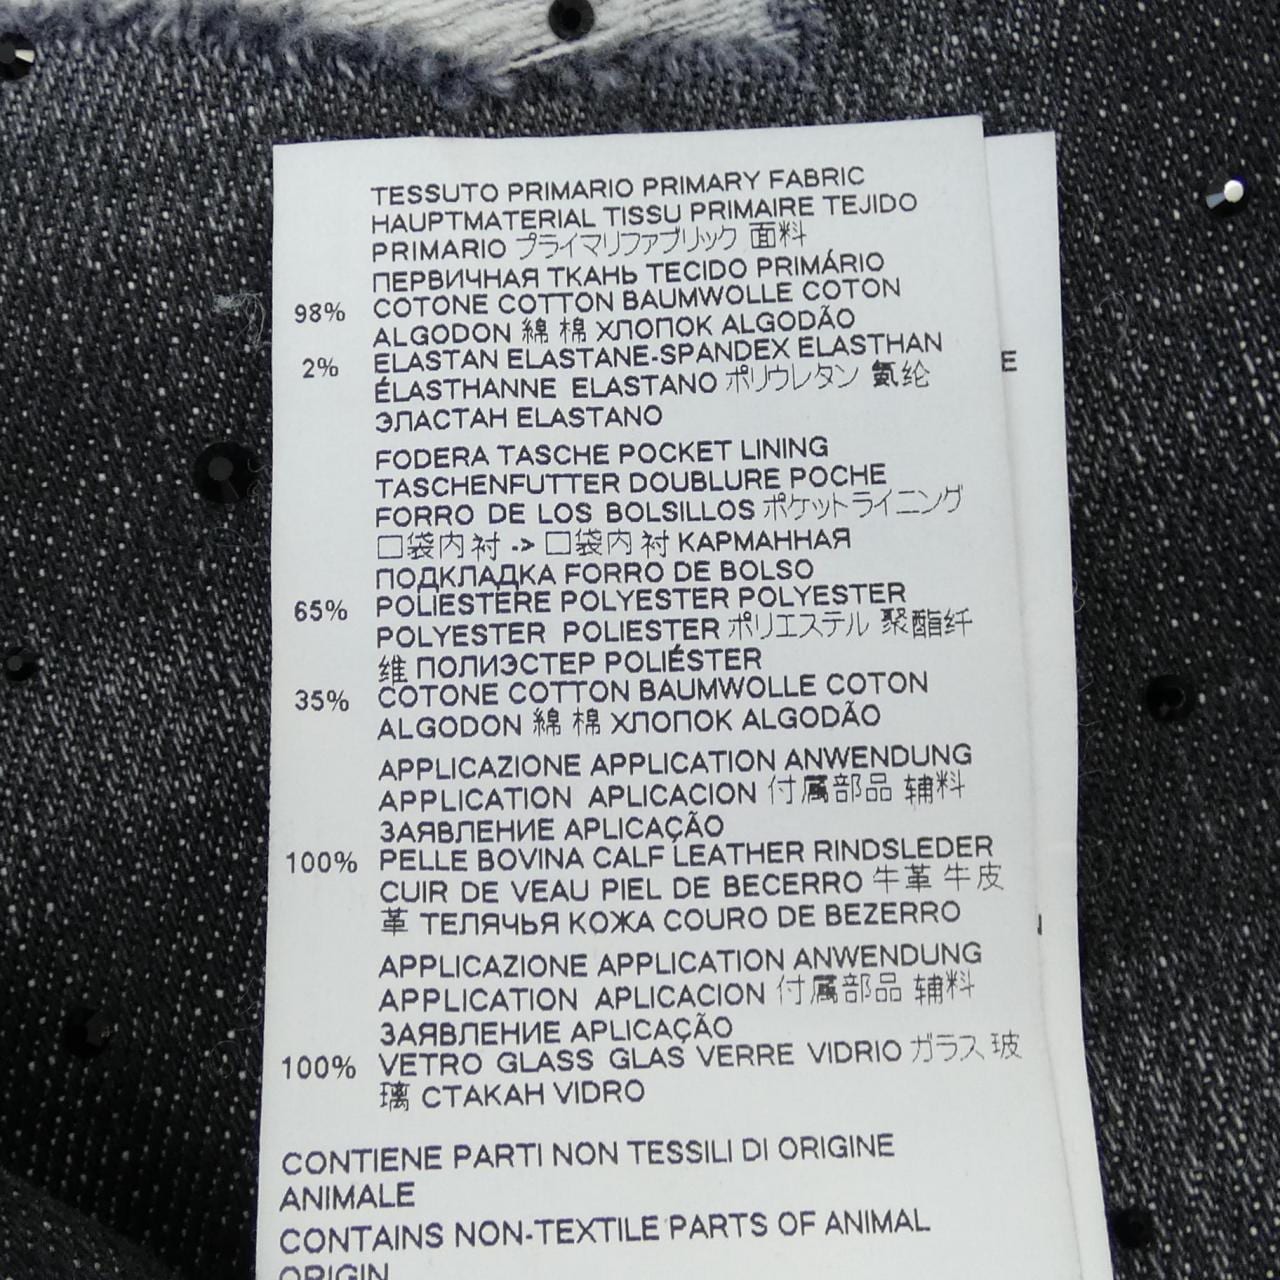 TESSUTO PRIMARIO PRIMARY FABRIC
HAUPTMATERIAL TISSU PRIMAIRE TEJIDO
PRIMARIO プライマリファブリック 面料
ПЕРВИЧНАЯ ТКАНЬ TECIDO PRIMÁRIO
98% COTONE COTTON BAUMWOLLE COTON
ALGODON 綿 棉 ХЛОПОК ALGODÃO
2% ELASTAN ELASTANE-SPANDEX ELASTHAN
ÉLASTHANNE ELASTANO ポリウレタン 氨纶
ЭЛАСТАН ELASTANO
FODERA TASCHE POCKET LINING
TASCHENFUTTER DOUBLURE POCHE
FORRO DE LOS BOLSILLOS ポケットライニング
口袋内衬 -> 口袋内衬 КАРМАННАЯ
ПОДКЛАДКА FORRO DE BOLSO
65% POLIESTERE POLYESTER POLYESTER
POLYESTER POLIESTER ポリエステル 聚酯纤
维 ПОЛИЭСТЕР POLIÉSTER
35% COTONE COTTON BAUMWOLLE COTON
ALGODON 綿 棉 ХЛОПОК ALGODÃO
APPLICAZIONE APPLICATION ANWENDUNG
APPLICATION APLICACION 付属部品 辅料
ЗАЯВЛЕНИЕ APLICAÇÃO
100% PELLE BOVINA CALF LEATHER RINDSLEDER
CUIR DE VEAU PIEL DE BECERRO 牛革 牛皮
革 ТЕЛЯЧЬЯ КОЖА COURO DE BEZERRO
APPLICAZIONE APPLICATION ANWENDUNG
APPLICATION APLICACION 付属部品 辅料
ЗАЯВЛЕНИЕ APLICAÇÃO
100% VETRO GLASS GLAS VERRE VIDRIO ガラス 玻
璃 СТАКАН VIDRO
CONTIENE PARTI NON TESSILI DI ORIGINE
ANIMALE
CONTAINS NON-TEXTILE PARTS OF ANIMAL
ORIGIN
E